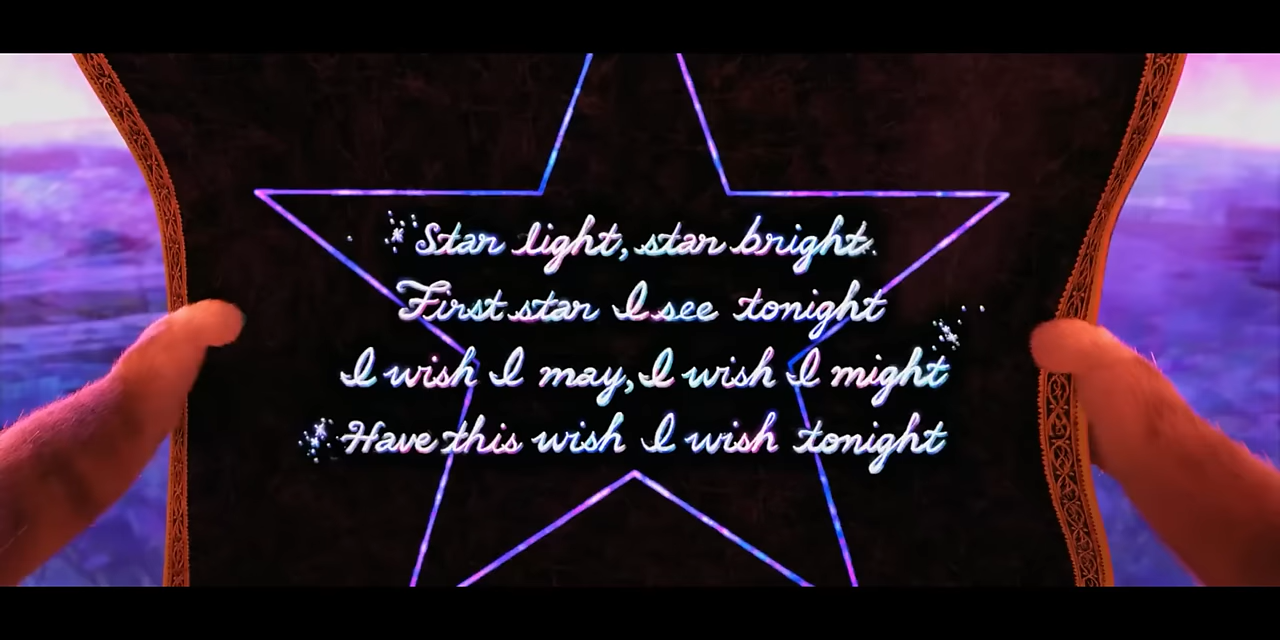 Star light, star bright.
First star I see tonight
I wish I may, I wish I might
Have this wish I wish tonight